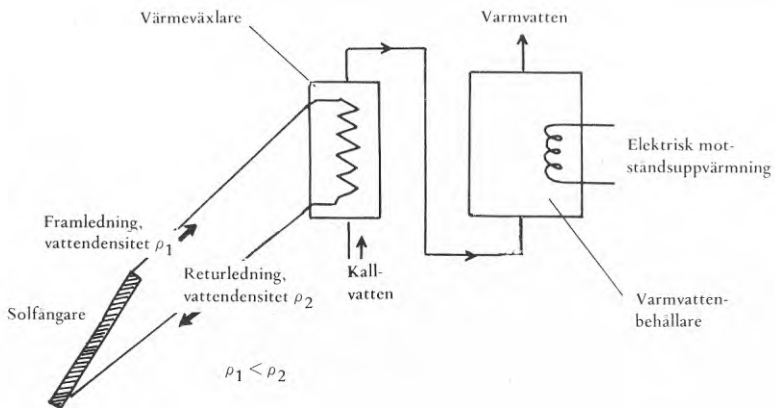 Värmeväxlare
Varmvatten
Elektrisk mot-
ståndsuppvärmning
Framledning,
vattendensitet ρ1
Returledning,
vattendensitet ρ2
Kall-
vatten
Solfångare
Varmvatten-
behållare
ρ1 < ρ2